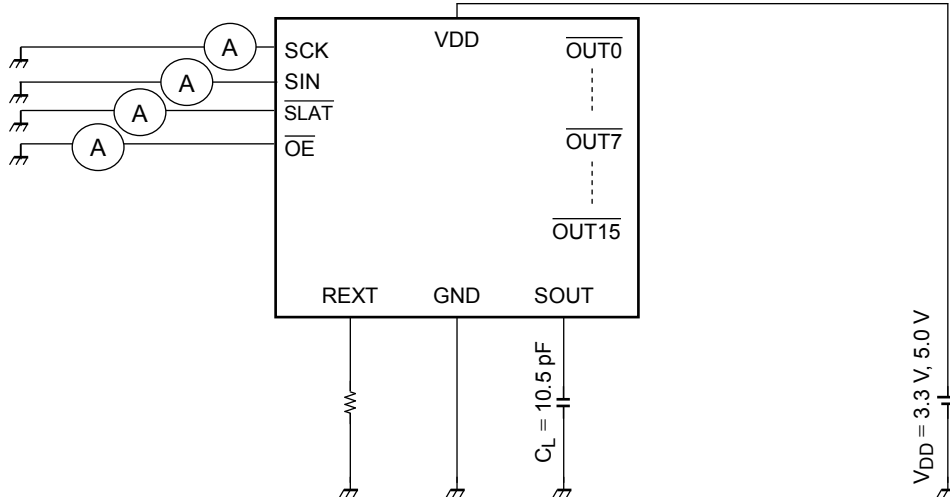 A
SCK
VDD
OUT0
A
SIN
A
SLAT
A
OE
OUT7
OUT15
REXT
GND
SOUT
CL = 10.5 pF
VDD = 3.3 V, 5.0 V